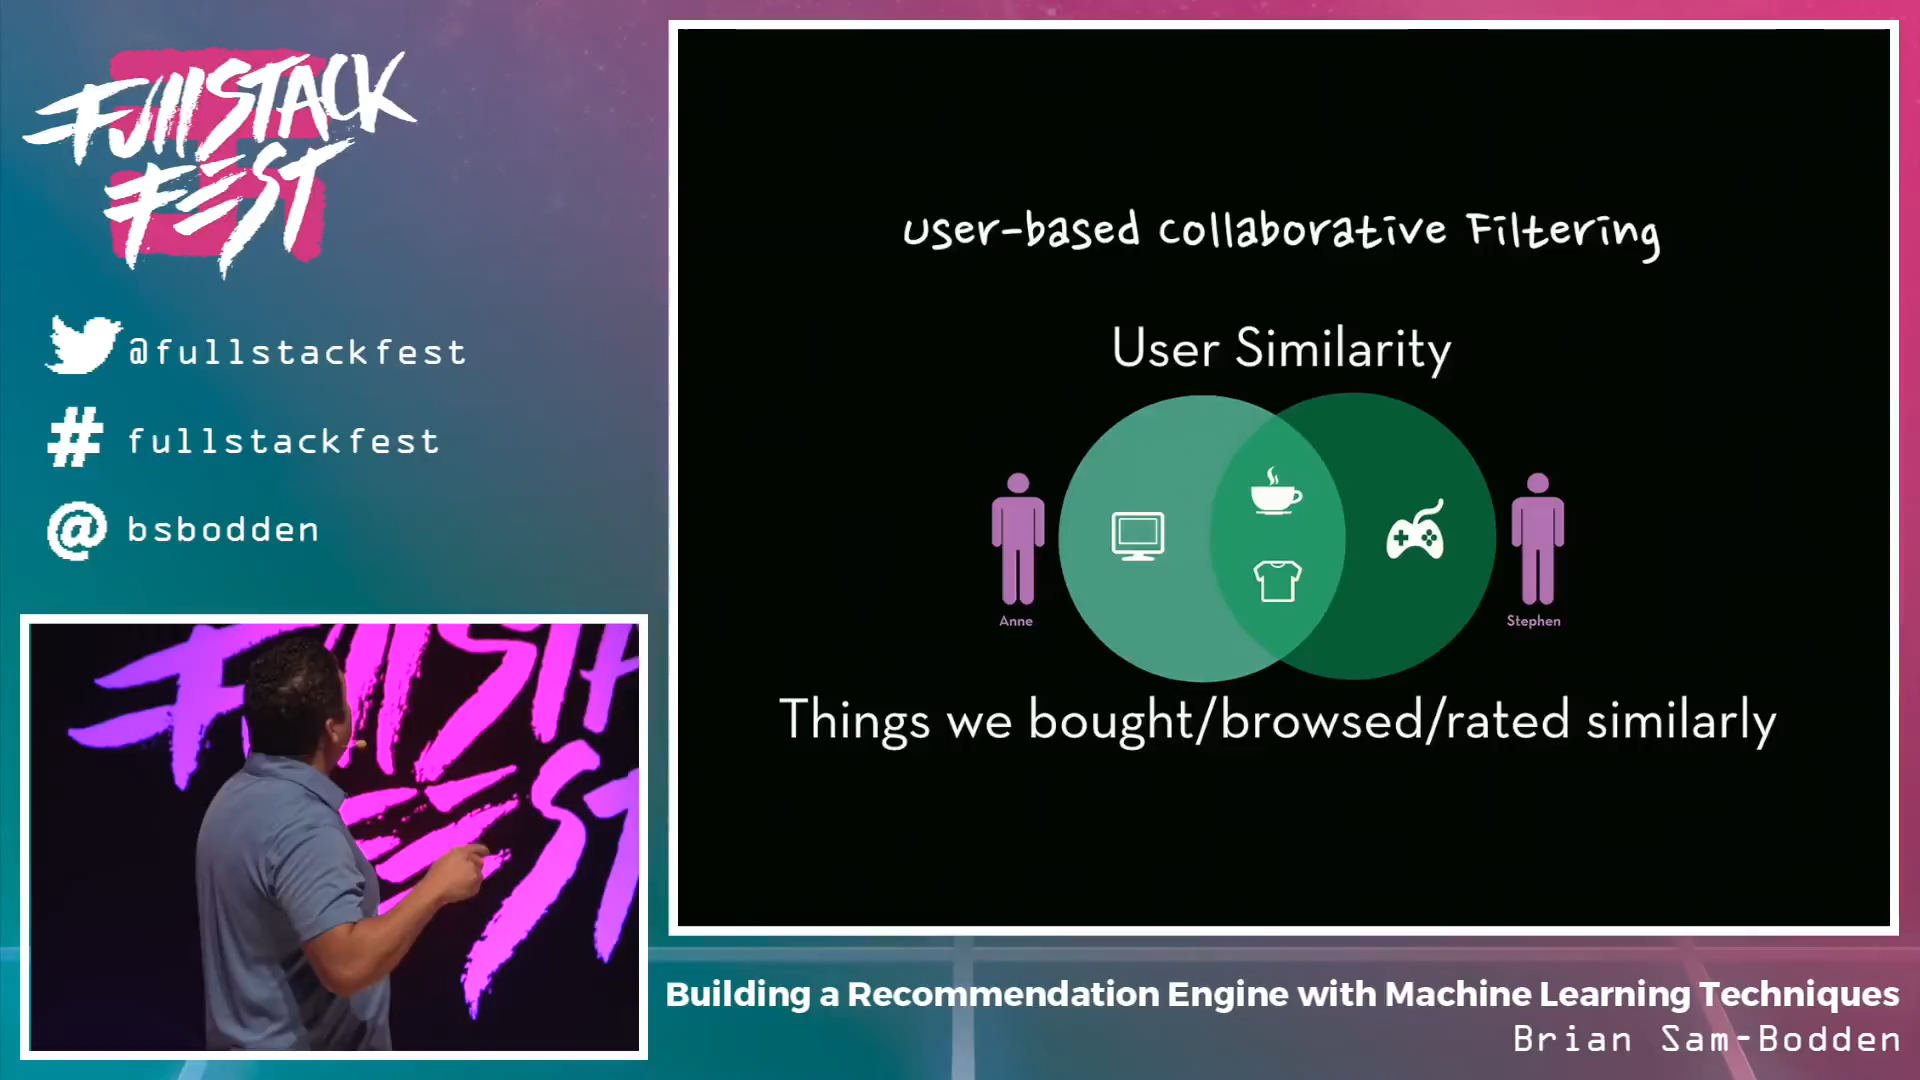 FullSTACK
FEST
@fullstackfest
# fullstackfest
@ bsbodden
User-based Collaborative Filtering
User Similarity
Anne
Stephen
Things we bought/browsed/rated similarly
Building a Recommendation Engine with Machine Learning Techniques
Brian Sam-Bodden